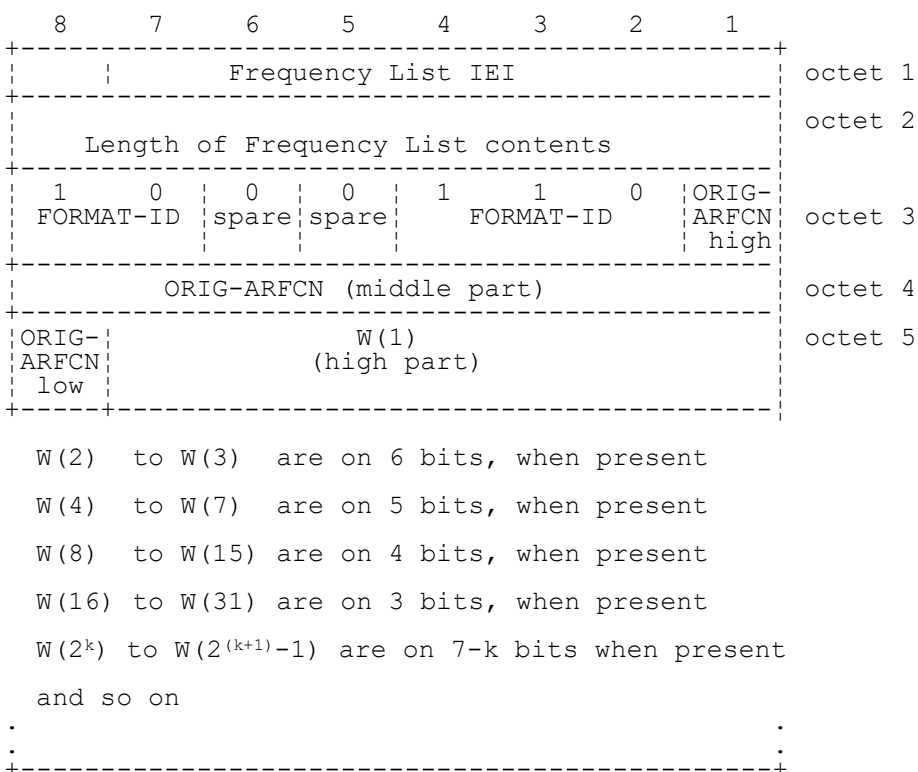 8 7 6 5 4 3 2 1
Frequency List IEI octet 1
octet 2
Length of Frequency List contents
1 0 0 0 1 1 0 ORIG-
FORMAT-ID spare spare FORMAT-ID ARFCN octet 3
high
ORIG-ARFCN (middle part) octet 4
ORIG- W(1) octet 5
ARFCN (high part)
low
W(2) to W(3) are on 6 bits, when present
W(4) to W(7) are on 5 bits, when present
W(8) to W(15) are on 4 bits, when present
W(16) to W(31) are on 3 bits, when present
W(2ᵏ) to W(2⁽ᵏ⁺¹⁾-1) are on 7-k bits when present
and so on
. .
. .